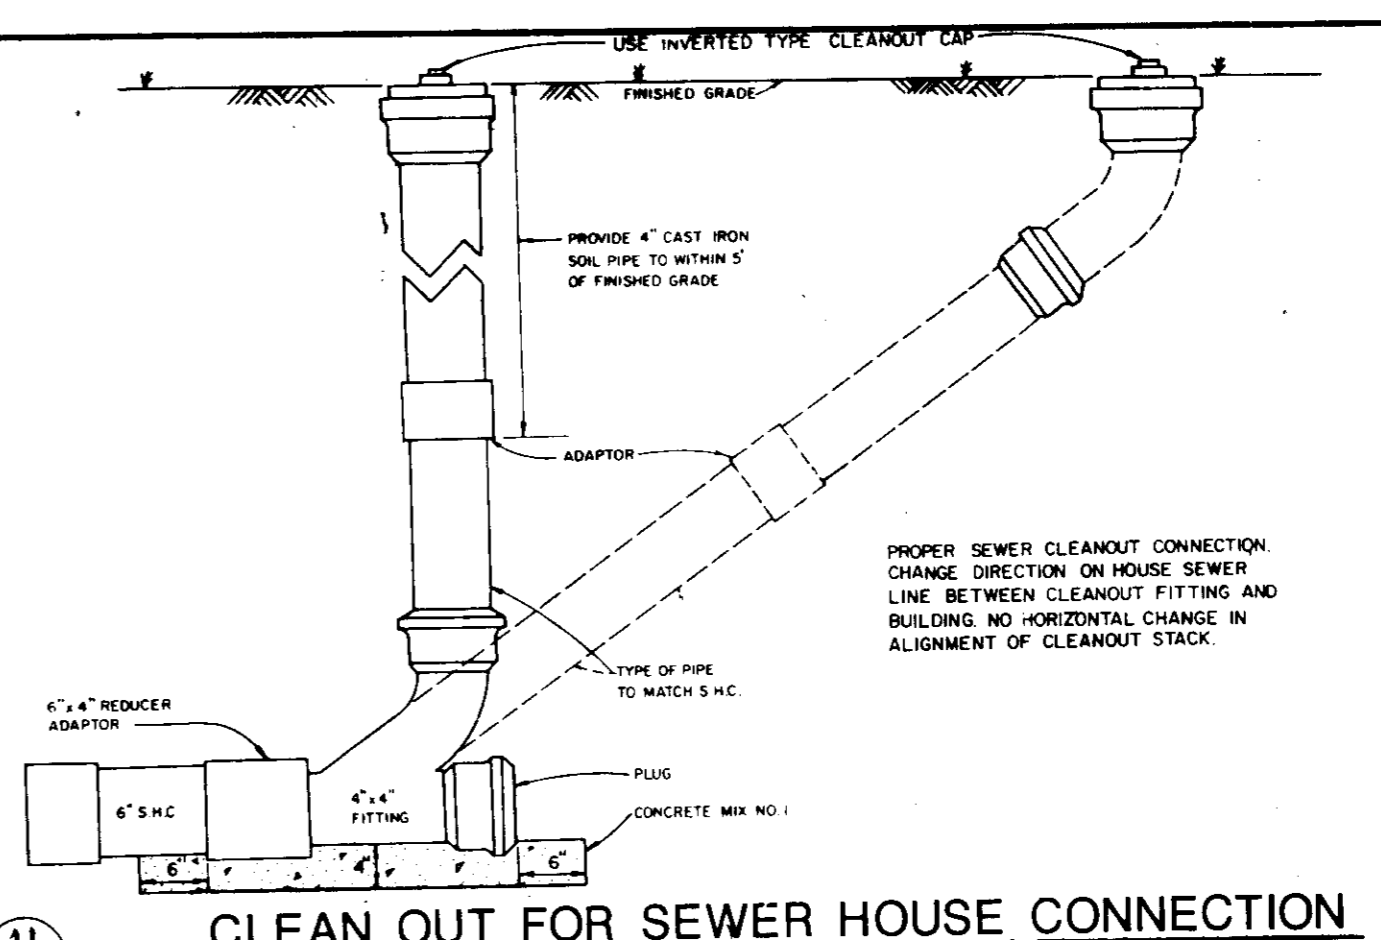 USE INVERTED TYPE CLEANOUT CAP
FINISHED GRADE
PROVIDE 4" CAST IRON
SOIL PIPE TO WITHIN 5'
OF FINISHED GRADE
ADAPTOR
PROPER SEWER CLEANOUT CONNECTION.
CHANGE DIRECTION ON HOUSE SEWER
LINE BETWEEN CLEANOUT FITTING AND
BUILDING. NO HORIZONTAL CHANGE IN
ALIGNMENT OF CLEANOUT STACK.
TYPE OF PIPE
TO MATCH S.H.C.
6"x 4" REDUCER
ADAPTOR
6" S.H.C
4"x 4"
FITTING
PLUG
CONCRETE MIX NO. 1
6"
4"
6"
CLEAN OUT FOR SEWER HOUSE CONNECTION